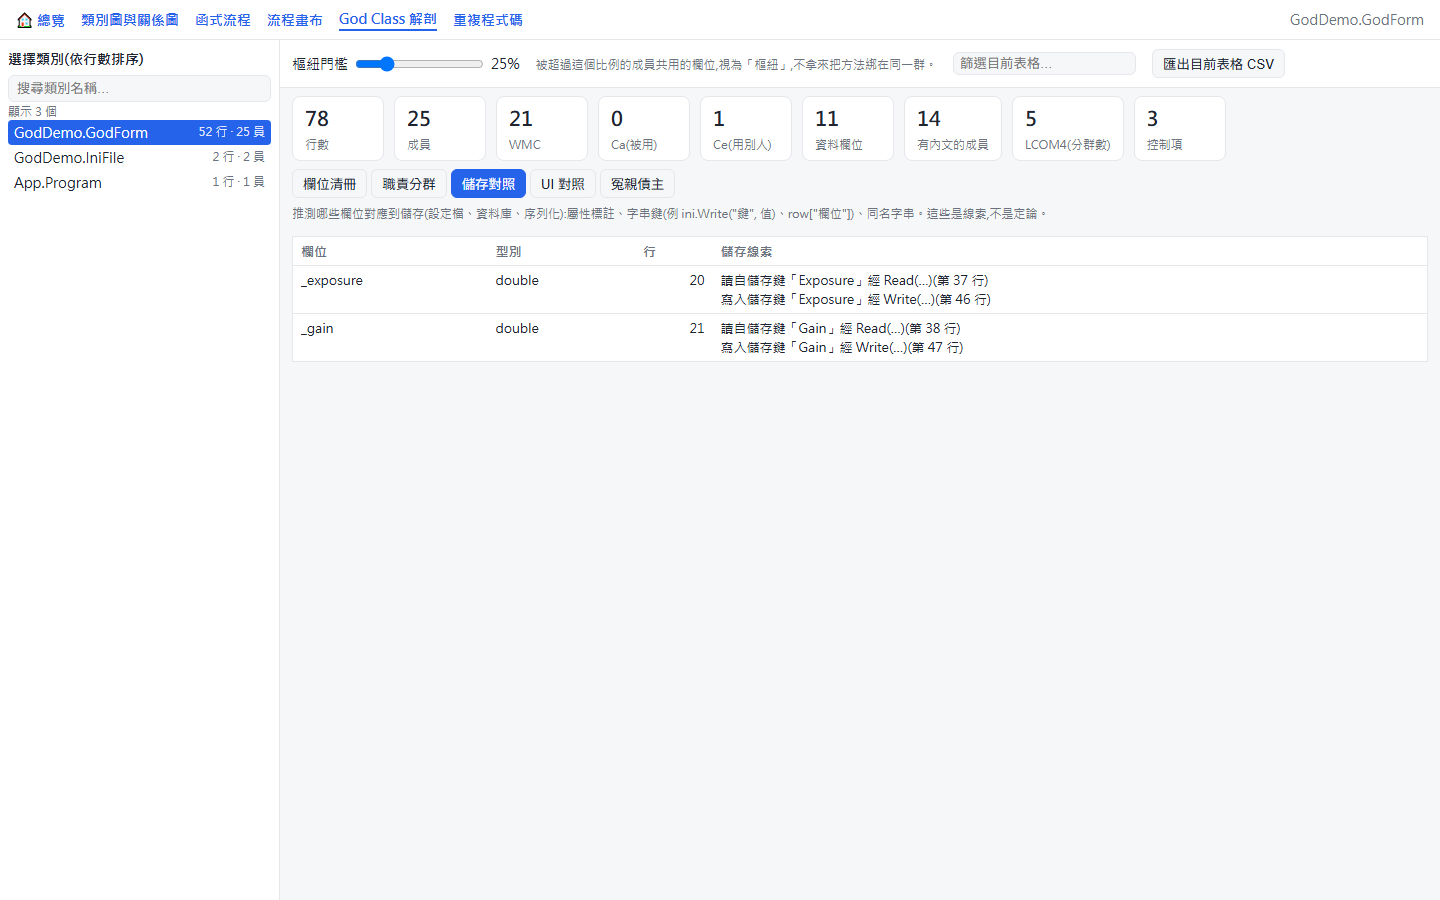 總覽 類別圖與關係圖 函式流程 流程畫布 God Class 解剖 重複程式碼 GodDemo.GodForm
選擇類別(依行數排序)
搜尋類別名稱...
顯示 3 個
GodDemo.GodForm 52 行 · 25 員
GodDemo.IniFile 2 行 · 2 員
App.Program 1 行 · 1 員
樞紐門檻 25% 被超過這個比例的成員共用的欄位,視為「樞紐」,不拿來把方法綁在同一群。 篩選目前表格... 匯出目前表格 CSV
78 25 21 0 1 11 14 5 3
行數 成員 WMC Ca(被用) Ce(用別人) 資料欄位 有內文的成員 LCOM4(分群數) 控制項
欄位清冊 職責分群 儲存對照 UI 對照 冤親債主
推測哪些欄位對應到儲存(設定檔、資料庫、序列化):屬性標註、字串鍵(例 ini.Write("鍵", 值)、row["欄位"])、同名字串。這些是線索,不是定論。
欄位 型別 行 儲存線索
_exposure double 20 讀自儲存鍵「Exposure」經 Read(...)(第 37 行)
寫入儲存鍵「Exposure」經 Write(...)(第 46 行)
_gain double 21 讀自儲存鍵「Gain」經 Read(...)(第 38 行)
寫入儲存鍵「Gain」經 Write(...)(第 47 行)